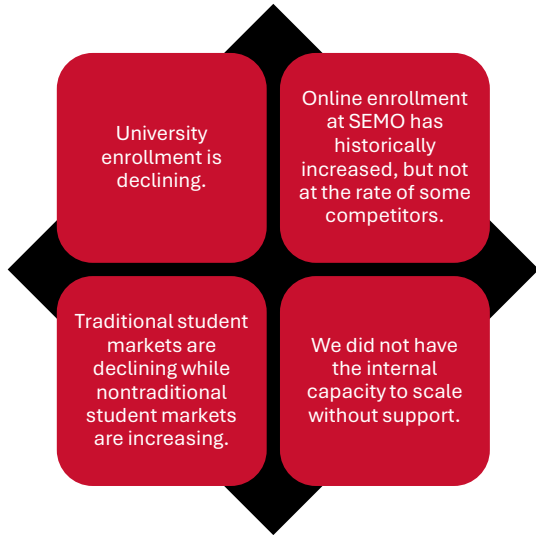 University
enrollment is
declining.
Online enrollment
at SEMO has
historically
increased, but not
at the rate of some
competitors.
Traditional student
markets are
declining while
nontraditional
student markets
are increasing.
We did not have
the internal
capacity to scale
without support.